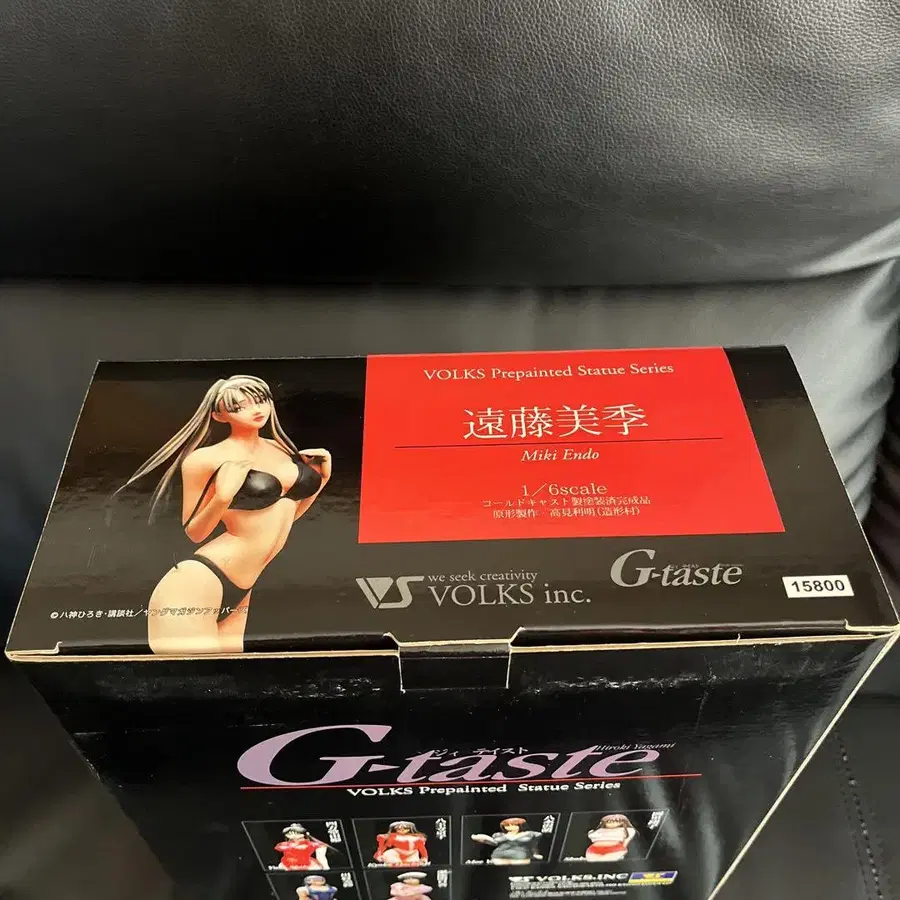 VOLKS Prepainted Statue Series
遠藤美季
Miki Endo
1/6scale
コールドキャスト製塗装済完成品
原形製作・高見利明(造形村)
we seek creativity
VOLKS inc.
G-taste
15800
©八神ひろき・講談社/ヤングマガジンアッパーズ
ジィ テイスト
Hiroki Yagami
G-taste
VOLKS Prepainted Statue Series
VOLKS.INC